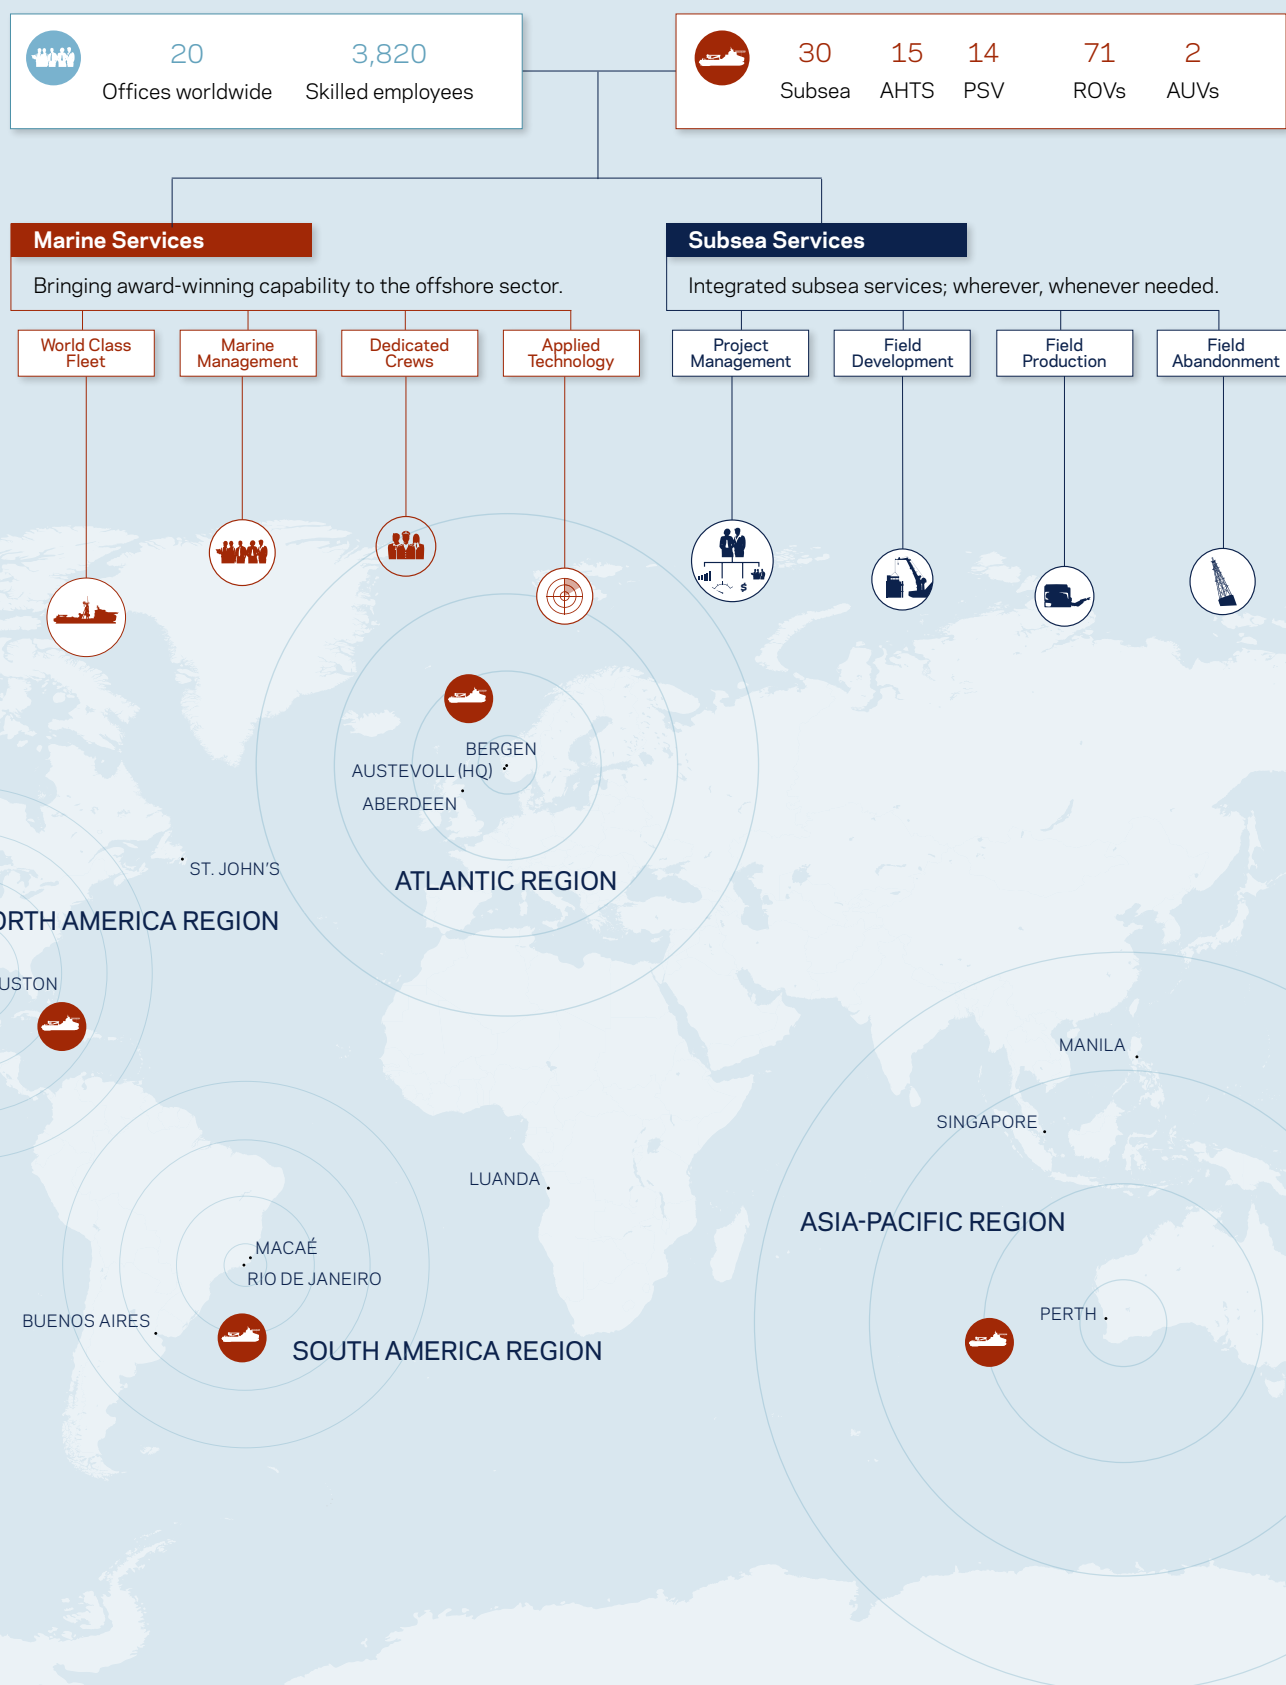 20
Offices worldwide
3,820
Skilled employees
30
Subsea
15
AHTS
14
PSV
71
ROVs
2
AUVs
Marine Services
Bringing award-winning capability to the offshore sector.
World Class
Fleet
Marine
Management
Dedicated
Crews
Applied
Technology
Subsea Services
Integrated subsea services; wherever, whenever needed.
Project
Management
Field
Development
Field
Production
Field
Abandonment
$
BERGEN
AUSTEVOLL (HQ)
ABERDEEN
ST. JOHN'S
ATLANTIC REGION
ORTH AMERICA REGION
USTON
MANILA
SINGAPORE
LUANDA
ASIA-PACIFIC REGION
MACAÉ
RIO DE JANEIRO
BUENOS AIRES
PERTH
SOUTH AMERICA REGION